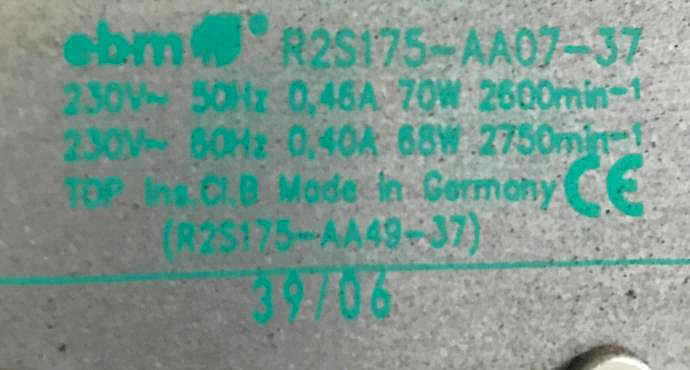 ebm R2S175-AA07-37
230V~ 50Hz 0,46A 70W 2600min-1
230V~ 60Hz 0,40A 68W 2750min-1
TOP Ins.Cl.B Made in Germany CE
(R2S175-AA49-37)
39/06